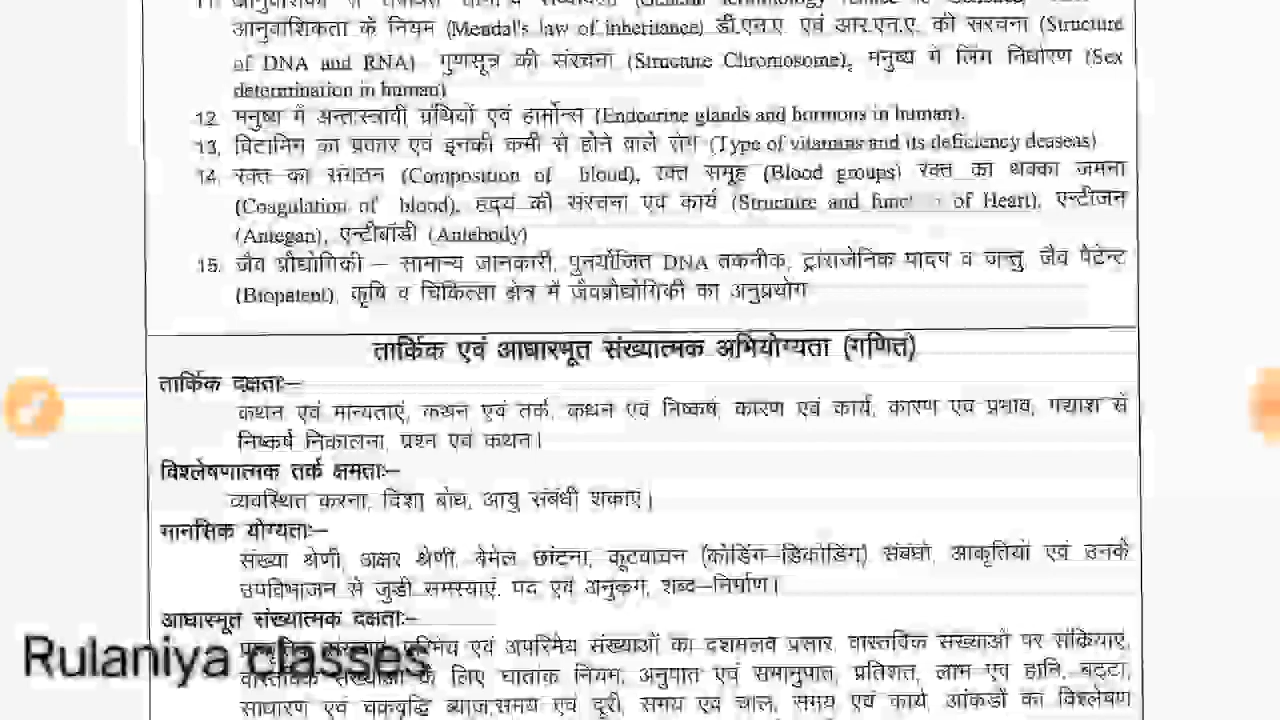 आनुवांशिकता के नियम (Mendal's law of inheritance) डी.एन.ए. एवं आर.एन.ए. की संरचना (Structure
of DNA and RNA) गुणसूत्र की संरचना (Structure Chromosome), मनुष्य में लिंग निर्धारण (Sex
determination in human)
12. मनुष्य में अन्तःस्त्रावी ग्रंथियों एवं हार्मोन्स (Endocrine glands and hormons in human).
13. विटामिन का प्रकार एवं इनकी कमी से होने वाले रोग (Type of vitamans and its deficiency deaseas)
14. रक्त का संगठन (Composition of blood), रक्त समूह (Blood groups) रक्त का थक्का जमना
(Coagulation of blood), हृदय की संरचना एवं कार्य (Structure and of Heart), एन्टीजन
(Antegan), एन्टीबॉडी (Antebody)
15. जैव प्रौघोगिकी – सामान्य जानकारी, पुनर्योजित DNA तकनीक, ट्रांसजेनिक पादप व जन्तु, जैव पैटेन्ट
(Biopatent), कृषि व चिकित्सा क्षेत्र में जैवप्रौघोगिकी का अनुप्रयोग
तार्किक एवं आधारभूत संख्यात्मक अभियोग्यता (गणित)
तार्किक दक्षताः–
कथन एवं मान्यताएं, कथन एवं तर्क, कथन एवं निष्कर्ष, कारण एवं कार्य, कारण एवं प्रभाव, गद्यांश से
निष्कर्ष निकालना, प्रश्न एवं कथन।
विश्लेषणात्मक तर्क क्षमताः–
व्यवस्थित करना, दिशा बोध, आयु संबंधी शंकाएं।
मानसिक योग्यताः–
संख्या श्रेणी, अक्षर श्रेणी, बेमेल छांटना, कूटवाचन (कोडिंग–डिकोडिंग) संबंधों, आकृतियां एवं उनके
उपविभाजन से जुडी समस्याएं, पद एवं अनुक्रम, शब्द–निर्माण।
आधारभूत संख्यात्मक दक्षताः–
एवं अपरिमेय संख्याओं का दशमलव प्रसार, वास्तविक संख्याओं पर संक्रियाएं,
के लिए घातांक नियम, अनुपात एवं समानुपात, प्रतिशत, लाभ एवं हानि, बट्टा,
साधारण एवं चक्रवृद्धि ब्याज,समय एवं दूरी, समय एवं चाल, समय एवं कार्य आंकडों का विश्लेषण
Rulaniya classes